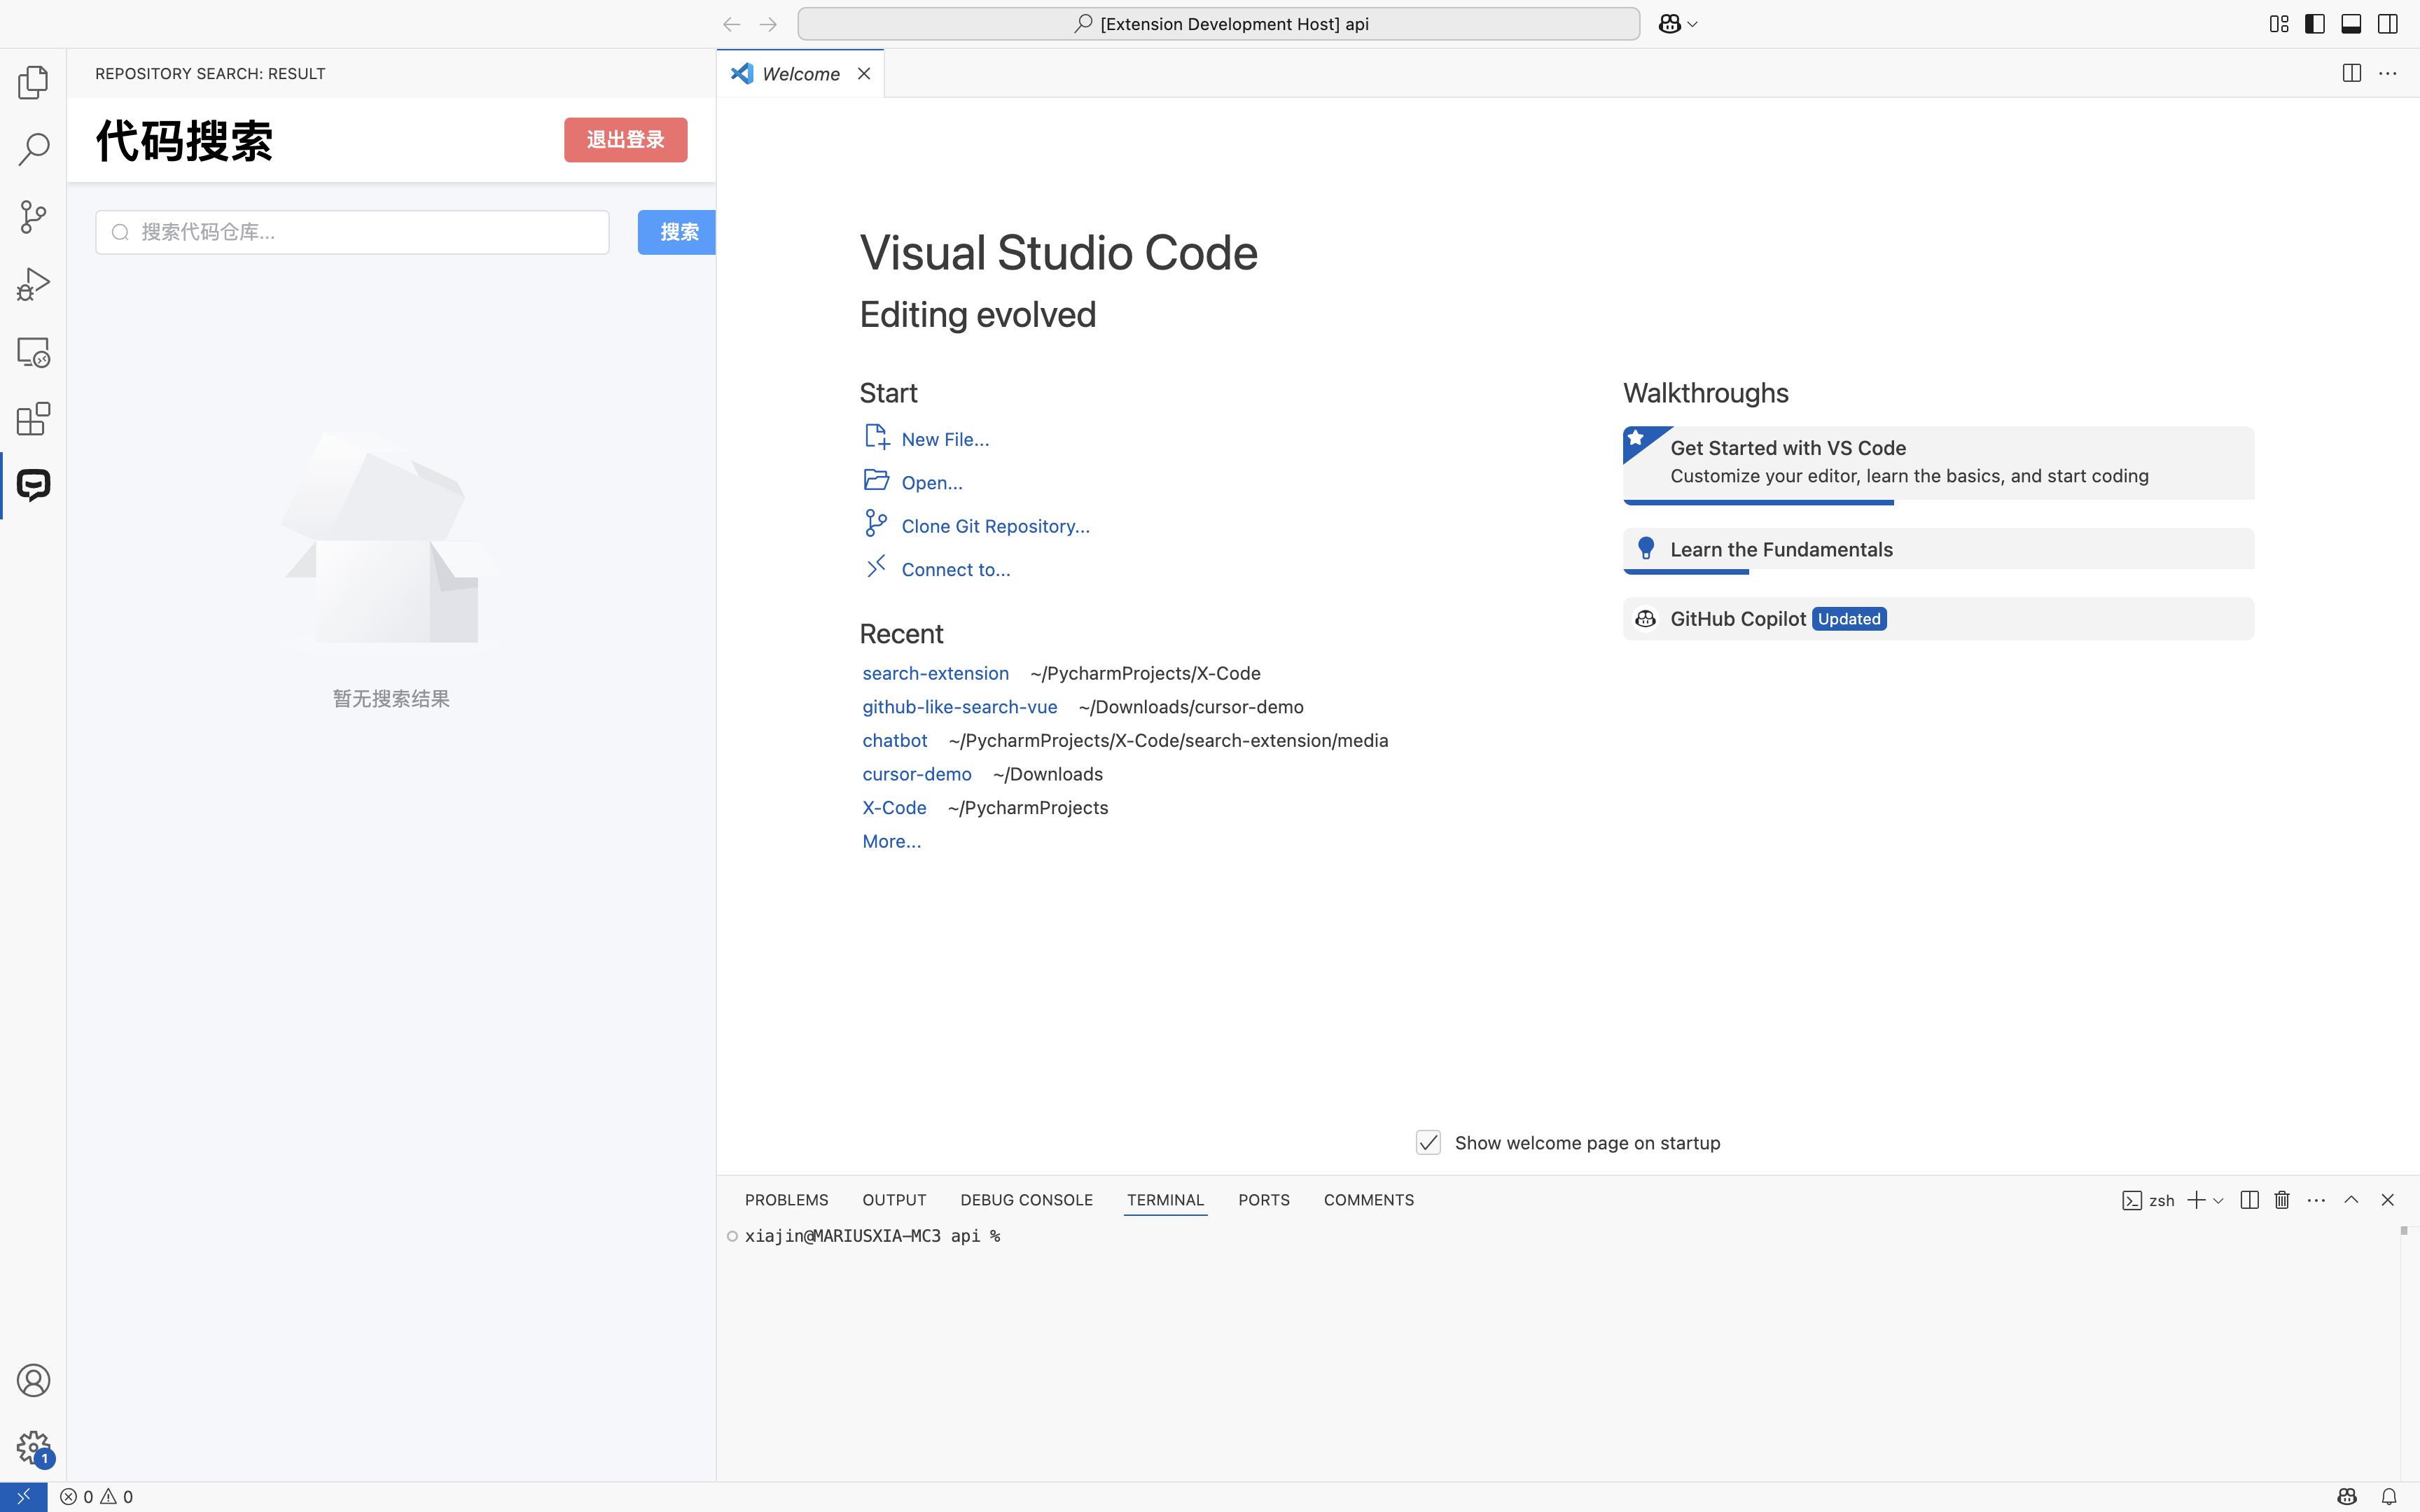 [Extension Development Host] api
REPOSITORY SEARCH: RESULT
代码搜索
退出登录
搜索代码仓库...
搜索
暂无搜索结果
Welcome
Visual Studio Code
Editing evolved
Start
New File...
Open...
Clone Git Repository...
Connect to...
Recent
search-extension ~/PycharmProjects/X-Code
github-like-search-vue ~/Downloads/cursor-demo
chatbot ~/PycharmProjects/X-Code/search-extension/media
cursor-demo ~/Downloads
X-Code ~/PycharmProjects
More...
Walkthroughs
Get Started with VS Code
Customize your editor, learn the basics, and start coding
Learn the Fundamentals
GitHub Copilot Updated
Show welcome page on startup
PROBLEMS OUTPUT DEBUG CONSOLE TERMINAL PORTS COMMENTS
zsh
xiajin@MARIUSXIA-MC3 api %
1
0 0